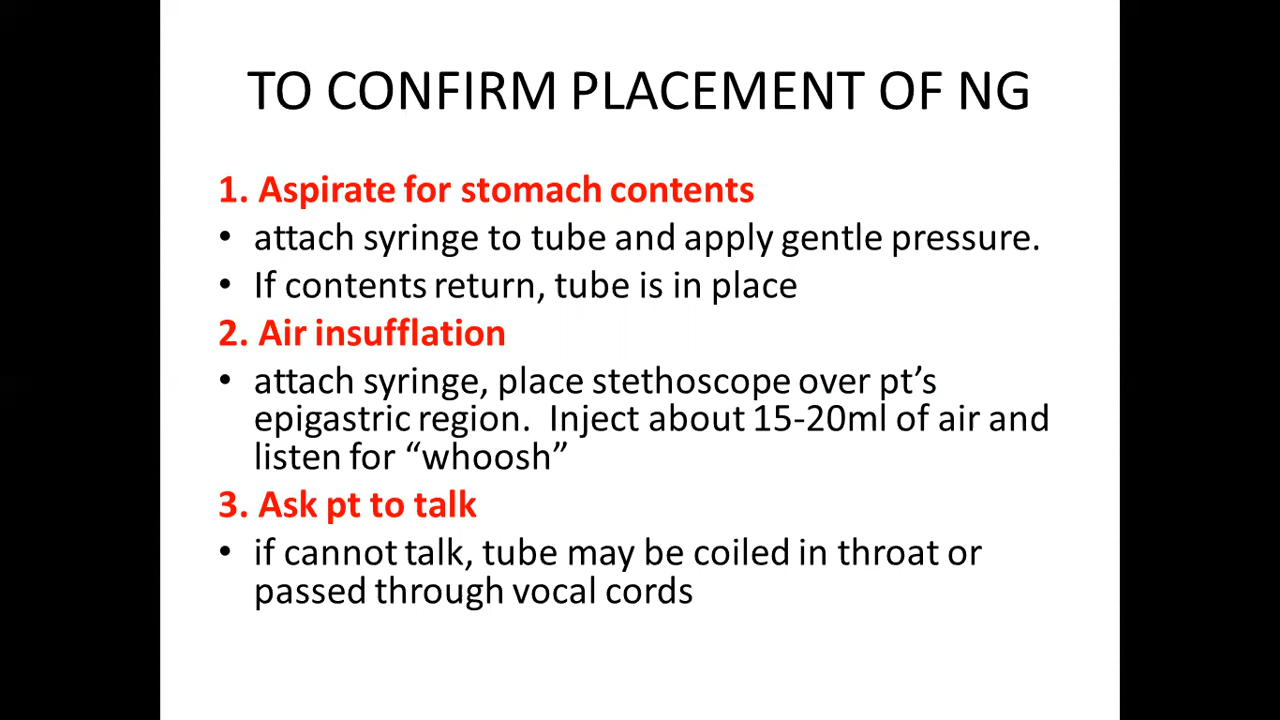 TO CONFIRM PLACEMENT OF NG
1. Aspirate for stomach contents
• attach syringe to tube and apply gentle pressure.
• If contents return, tube is in place
2. Air insufflation
• attach syringe, place stethoscope over pt’s
epigastric region.  Inject about 15-20ml of air and
listen for “whoosh”
3. Ask pt to talk
• if cannot talk, tube may be coiled in throat or
passed through vocal cords